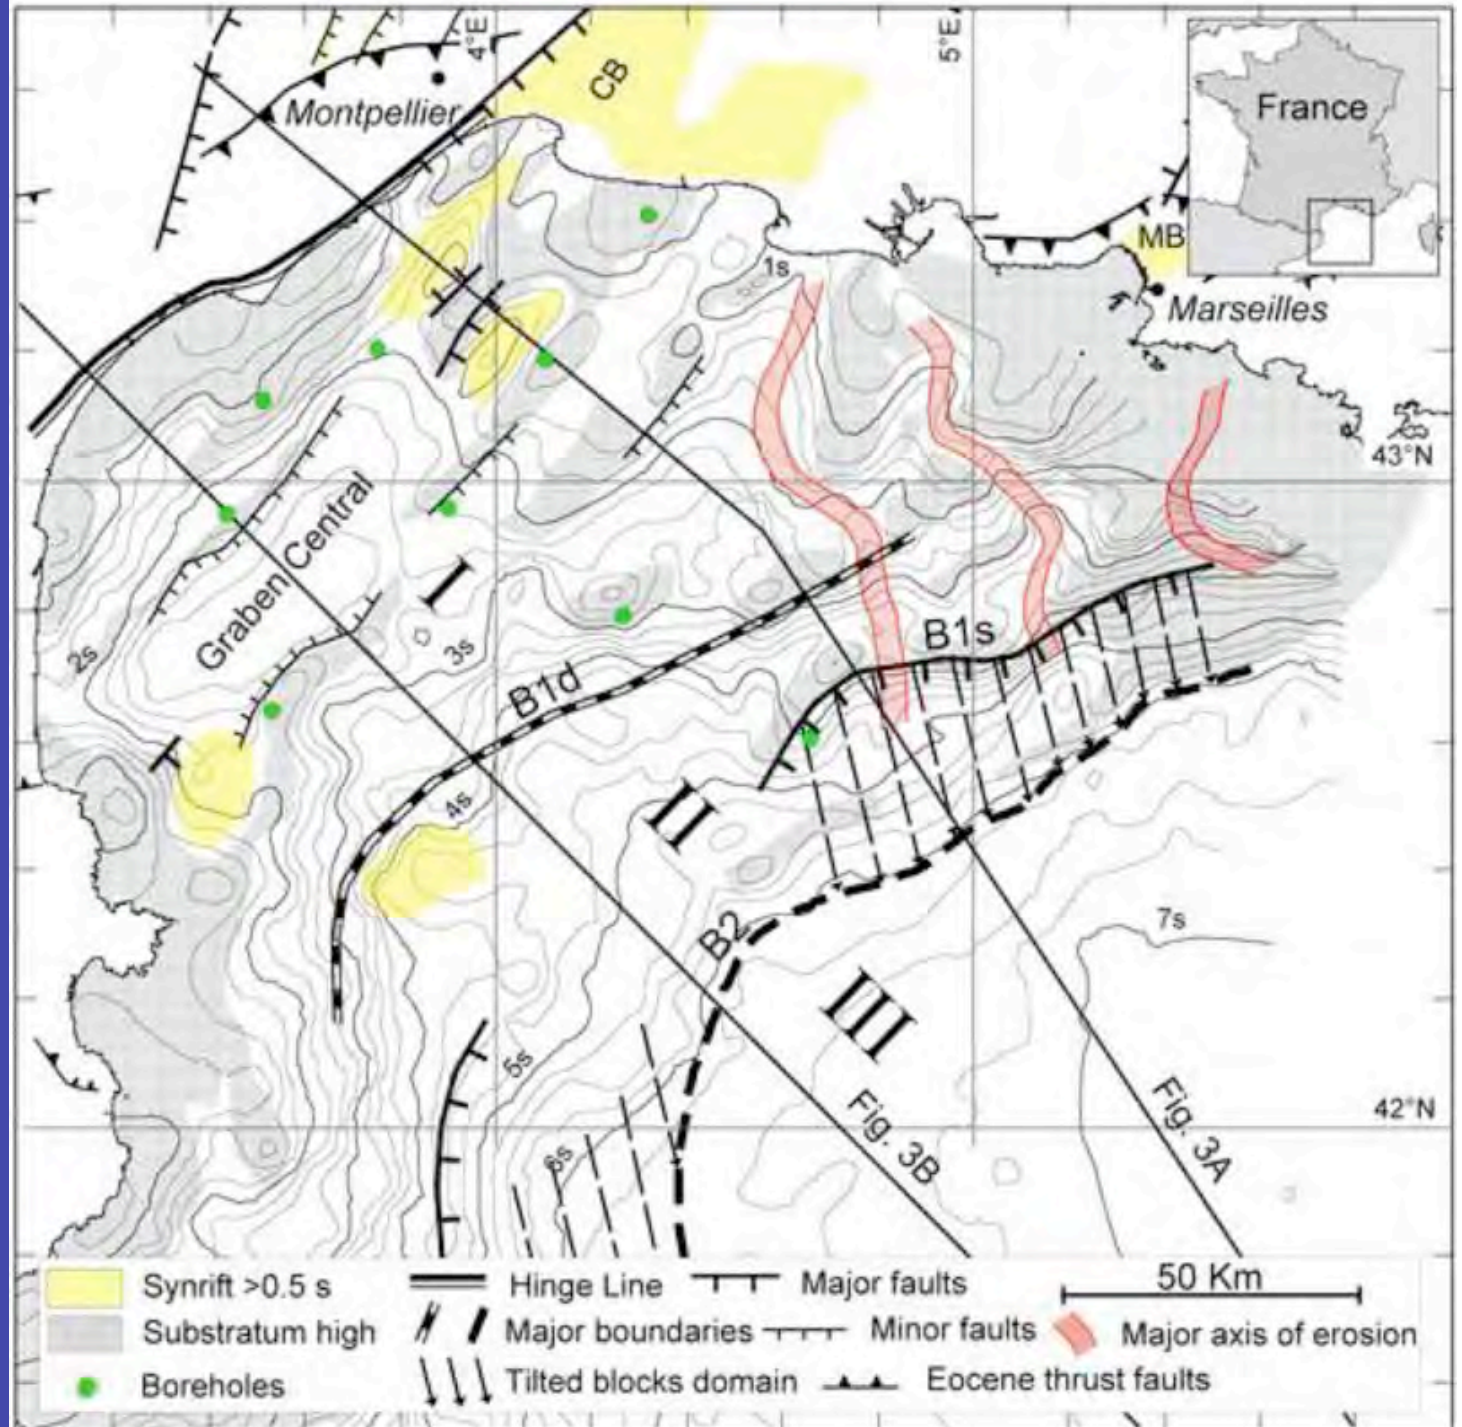 4°E
5°E
CB
Montpellier
France
MB
Marseilles
1s
43°N
Graben Central
I
2s
3s
B1d
B1s
4s
II
B2
7s
III
5s
42°N
6s
Fig. 3B
Fig. 3A
Synrift >0.5 s
Hinge Line
Major faults
50 Km
Substratum high
Major boundaries
Minor faults
Major axis of erosion
Boreholes
Tilted blocks domain
Eocene thrust faults